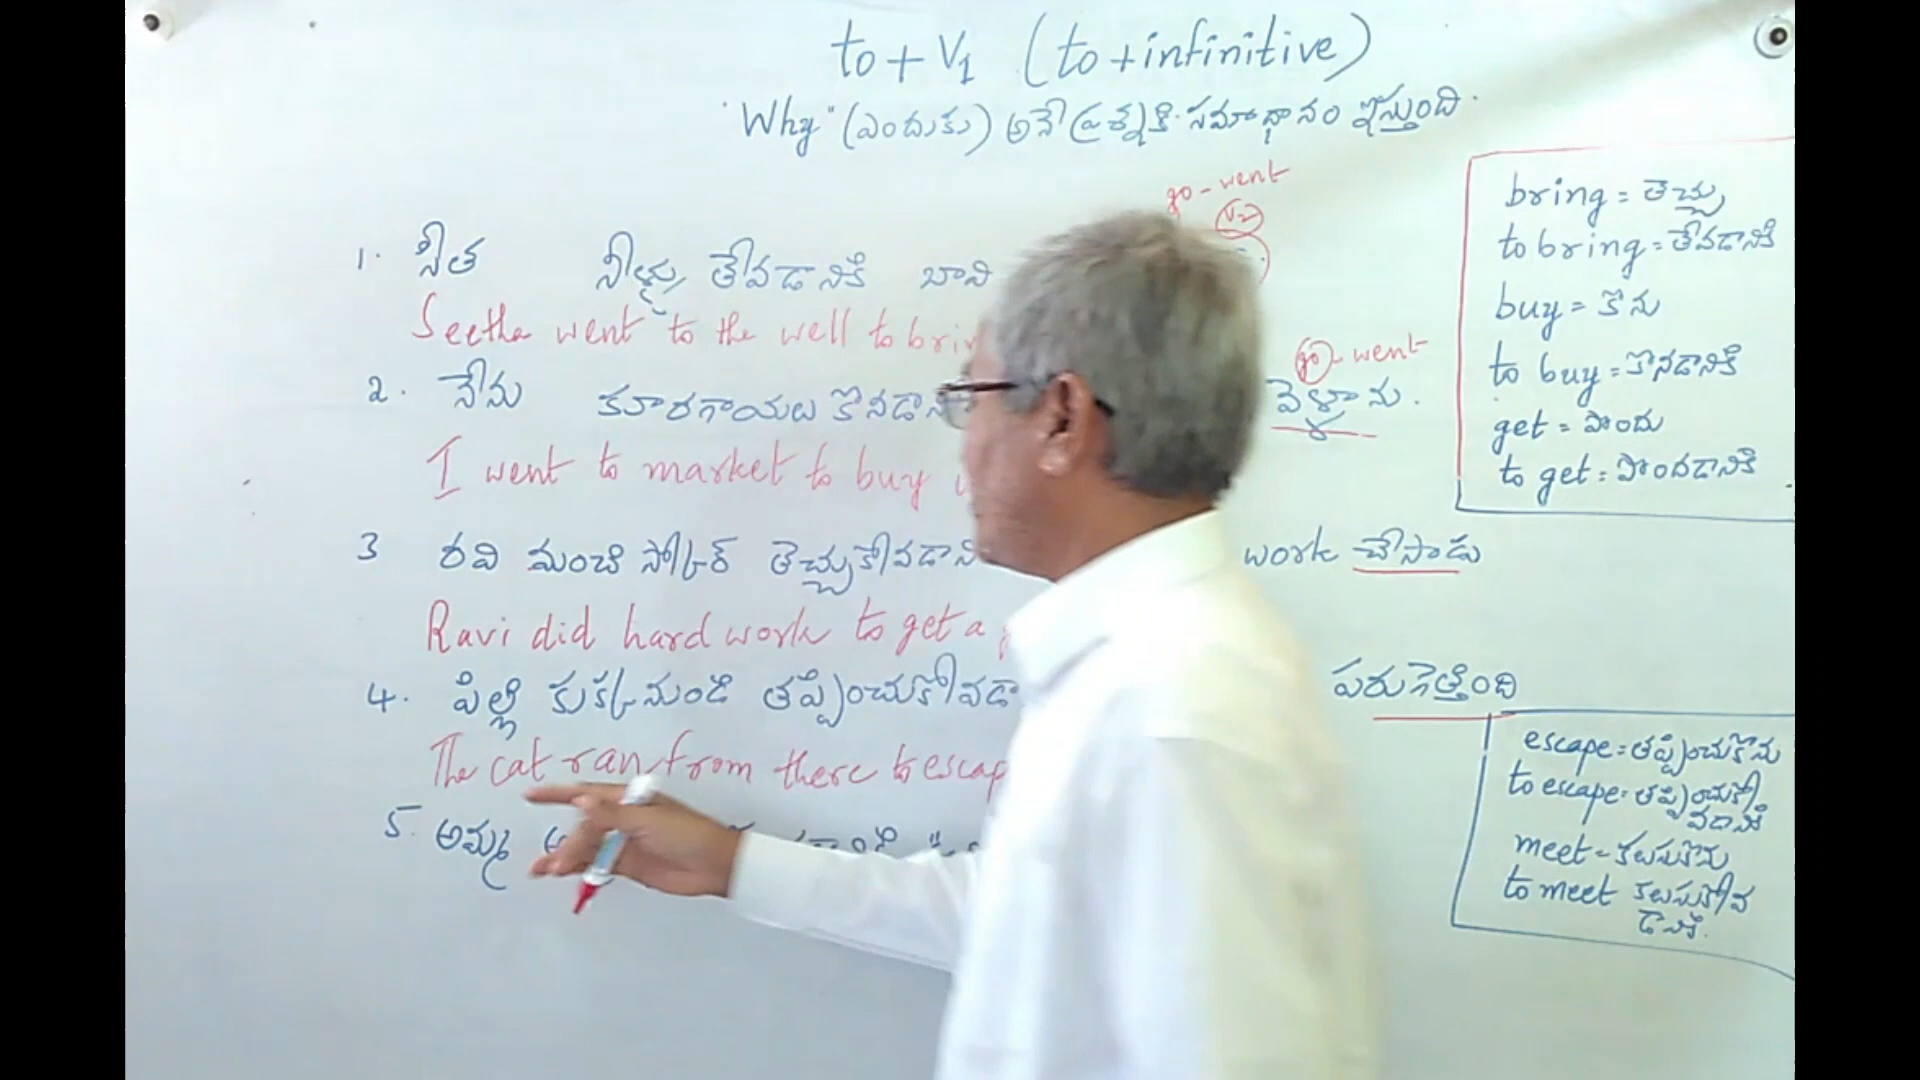 to + V1 (to + infinitive)
"Why" (ఎందుకు) అనే ప్రశ్నకి సమాధానం ఇస్తుంది.
go - went
V2
1. సీత నీళ్ళు తేవడానికి బావి
Seetha went to the well to brin
go - went
2. నేను కూరగాయలు కొనడాని వెళ్ళాను.
I went to market to buy
3 రవి మంచి స్కోర్ తెచ్చుకోవడాని work చేసాడు
Ravi did hard work to get a
4. పిల్లి కుక్క నుండి తప్పించుకోవడా పరుగెత్తింది
The cat ran from there to escap
5. అమ్మ
bring = తెచ్చు
to bring = తేవడానికి
buy = కొను
to buy = కొనడానికి
get = పొందు
to get = పొందడానికి
escape = తప్పించుకొను
to escape = తప్పించుకో
వడానికి
meet = కలుసుకొను
to meet కలుసుకోవ
డానికి.